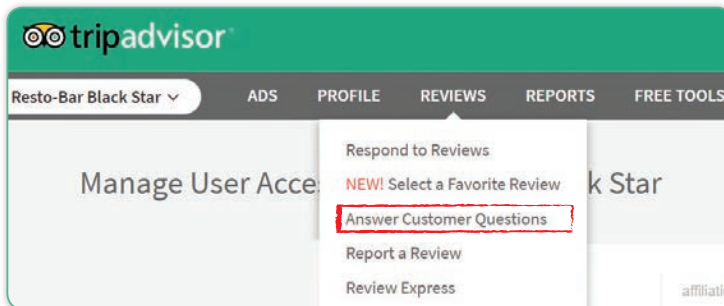 tripadvisor
Resto-Bar Black Star ADS PROFILE REVIEWS REPORTS FREE TOOLS
Respond to Reviews
Manage User Acce
NEW! Select a Favorite Review
k Star
Answer Customer Questions
Report a Review
Review Express
affiliati